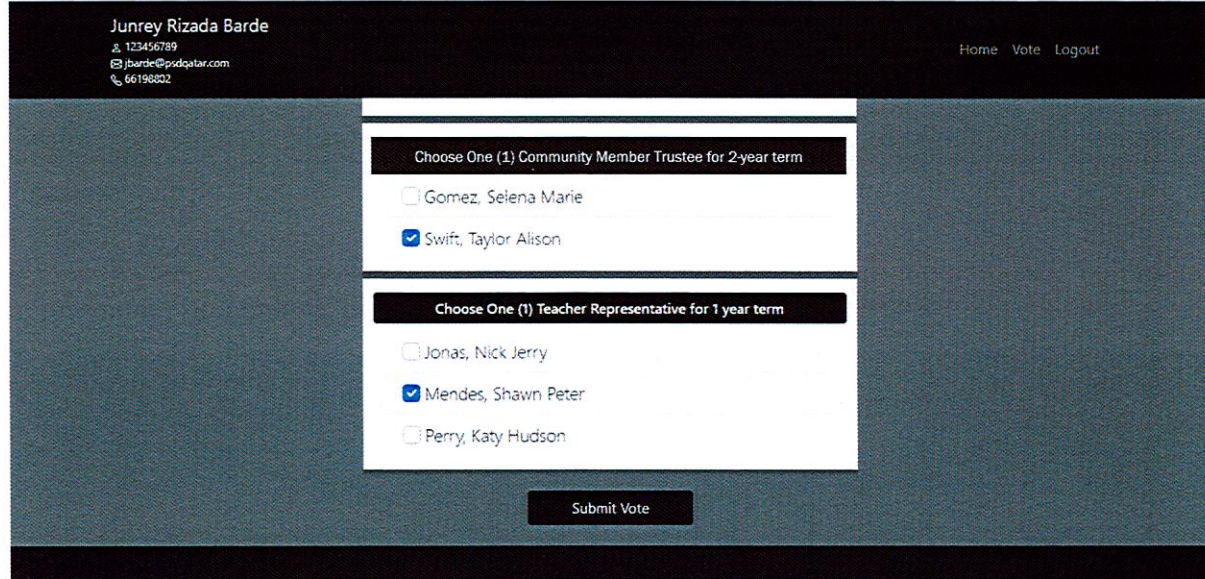 Junrey Rizada Barde
123456789
jbarde@psdqatar.com
66198802
Home Vote Logout
Choose One (1) Community Member Trustee for 2-year term
Gomez, Selena Marie
Swift, Taylor Alison
Choose One (1) Teacher Representative for 1 year term
Jonas, Nick Jerry
Mendes, Shawn Peter
Perry, Katy Hudson
Submit Vote